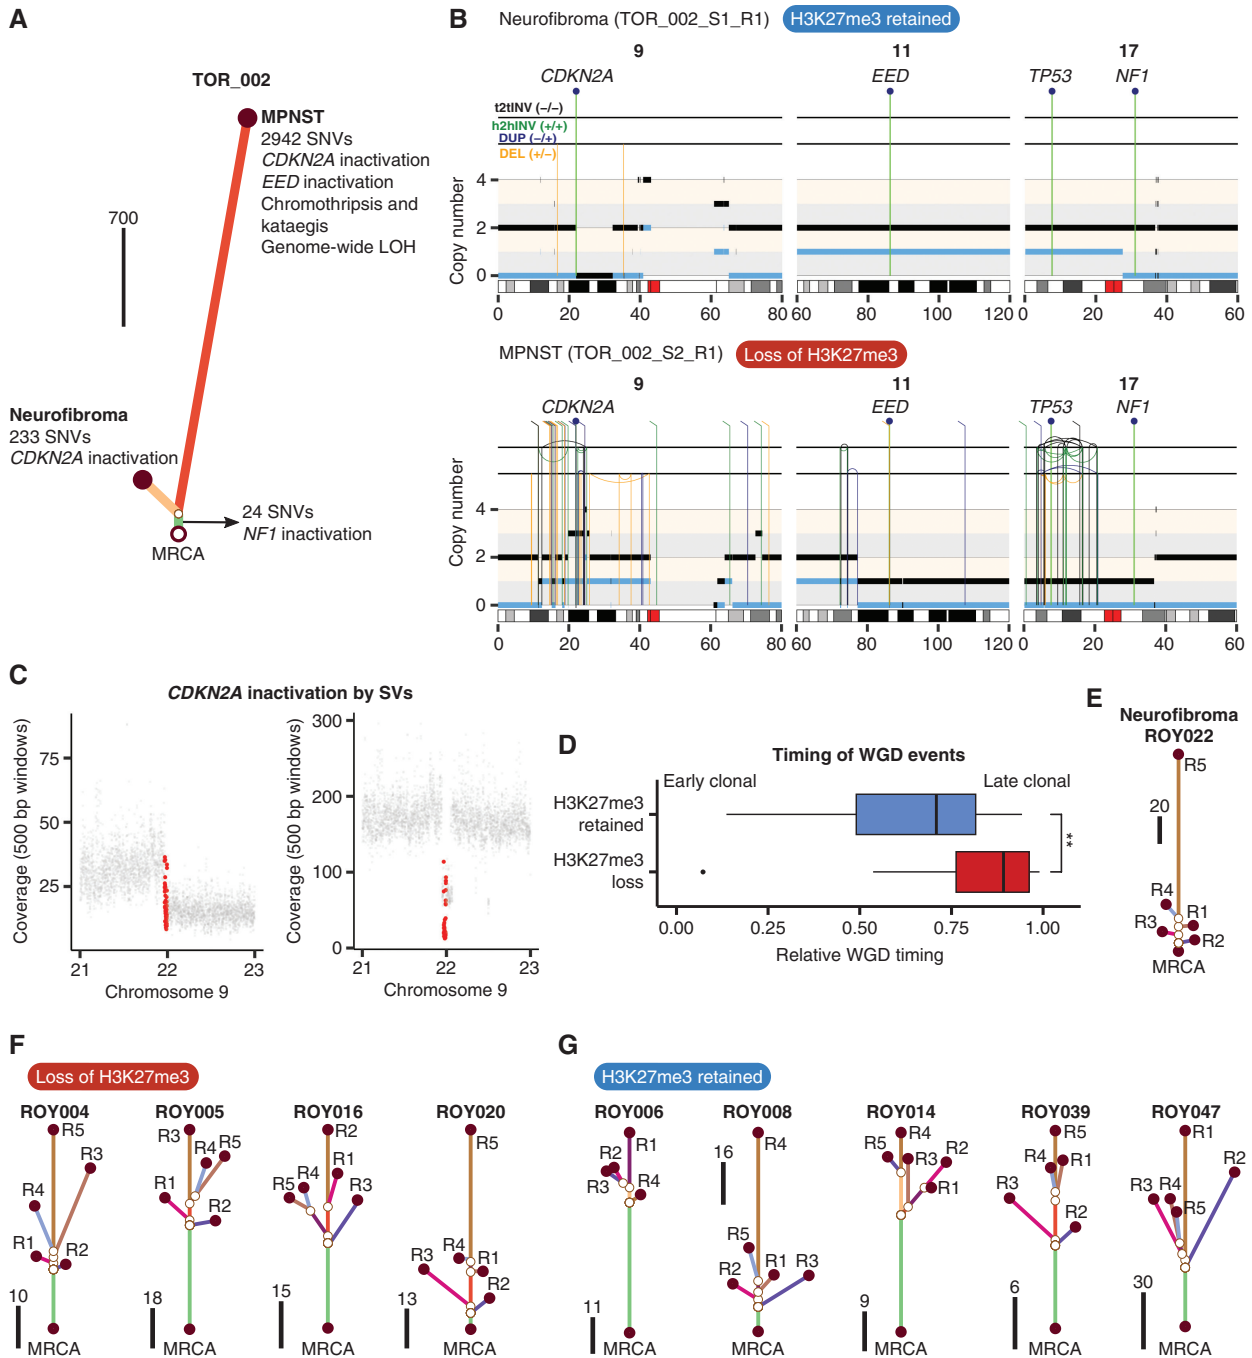 A
TOR_002
MPNST
2942 SNVs
CDKN2A inactivation
EED inactivation
Chromothripsis and
kataegis
Genome-wide LOH
700
Neurofibroma
233 SNVs
CDKN2A inactivation
24 SNVs
NF1 inactivation
MRCA
B
Neurofibroma (TOR_002_S1_R1) H3K27me3 retained
9 11 17
CDKN2A EED TP53 NF1
t2tINV (−/−)
h2hINV (+/+)
DUP (−/+)
DEL (+/−)
Copy number
4
2
0
0 20 40 60 80 60 80 100 120 0 20 40 60
MPNST (TOR_002_S2_R1) Loss of H3K27me3
9 11 17
CDKN2A EED TP53 NF1
Copy number
4
2
0
0 20 40 60 80 60 80 100 120 0 20 40 60
C
CDKN2A inactivation by SVs
Coverage (500 bp windows)
75
50
25
21 22 23
Chromosome 9
Coverage (500 bp windows)
300
200
100
0
21 22 23
Chromosome 9
D
Timing of WGD events
Early clonal Late clonal
H3K27me3
retained
H3K27me3
loss
**
0.00 0.25 0.50 0.75 1.00
Relative WGD timing
E
Neurofibroma
ROY022
R5
20
R4
R1
R3
R2
MRCA
F
Loss of H3K27me3
ROY004
R5
R3
R4
R1
R2
10
MRCA
ROY005
R3
R4
R5
R1
R2
18
MRCA
ROY016
R2
R1
R4
R5
R3
15
MRCA
ROY020
R5
R4
R3
R1
R2
13
MRCA
G
H3K27me3 retained
ROY006
R1
R2
R3
R4
11
MRCA
ROY008
R4
16
R5
R2
R1
R3
MRCA
ROY014
R4
R5
R3
R2
R1
9
MRCA
ROY039
R5
R4
R1
R3
R2
6
MRCA
ROY047
R1
R2
R3
R4
R5
30
MRCA